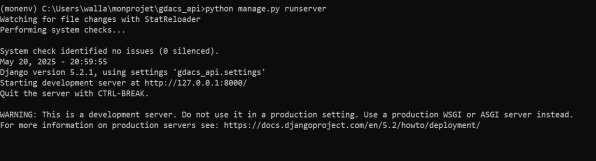 (monenv) C:\Users\walla\monprojet\gdacs_api>python manage.py runserver
Watching for file changes with StatReloader
Performing system checks...
System check identified no issues (0 silenced).
May 20, 2025 - 20:59:55
Django version 5.2.1, using settings 'gdacs_api.settings'
Starting development server at http://127.0.0.1:8000/
Quit the server with CTRL-BREAK.
WARNING: This is a development server. Do not use it in a production setting. Use a production WSGI or ASGI server instead.
For more information on production servers see: https://docs.djangoproject.com/en/5.2/howto/deployment/